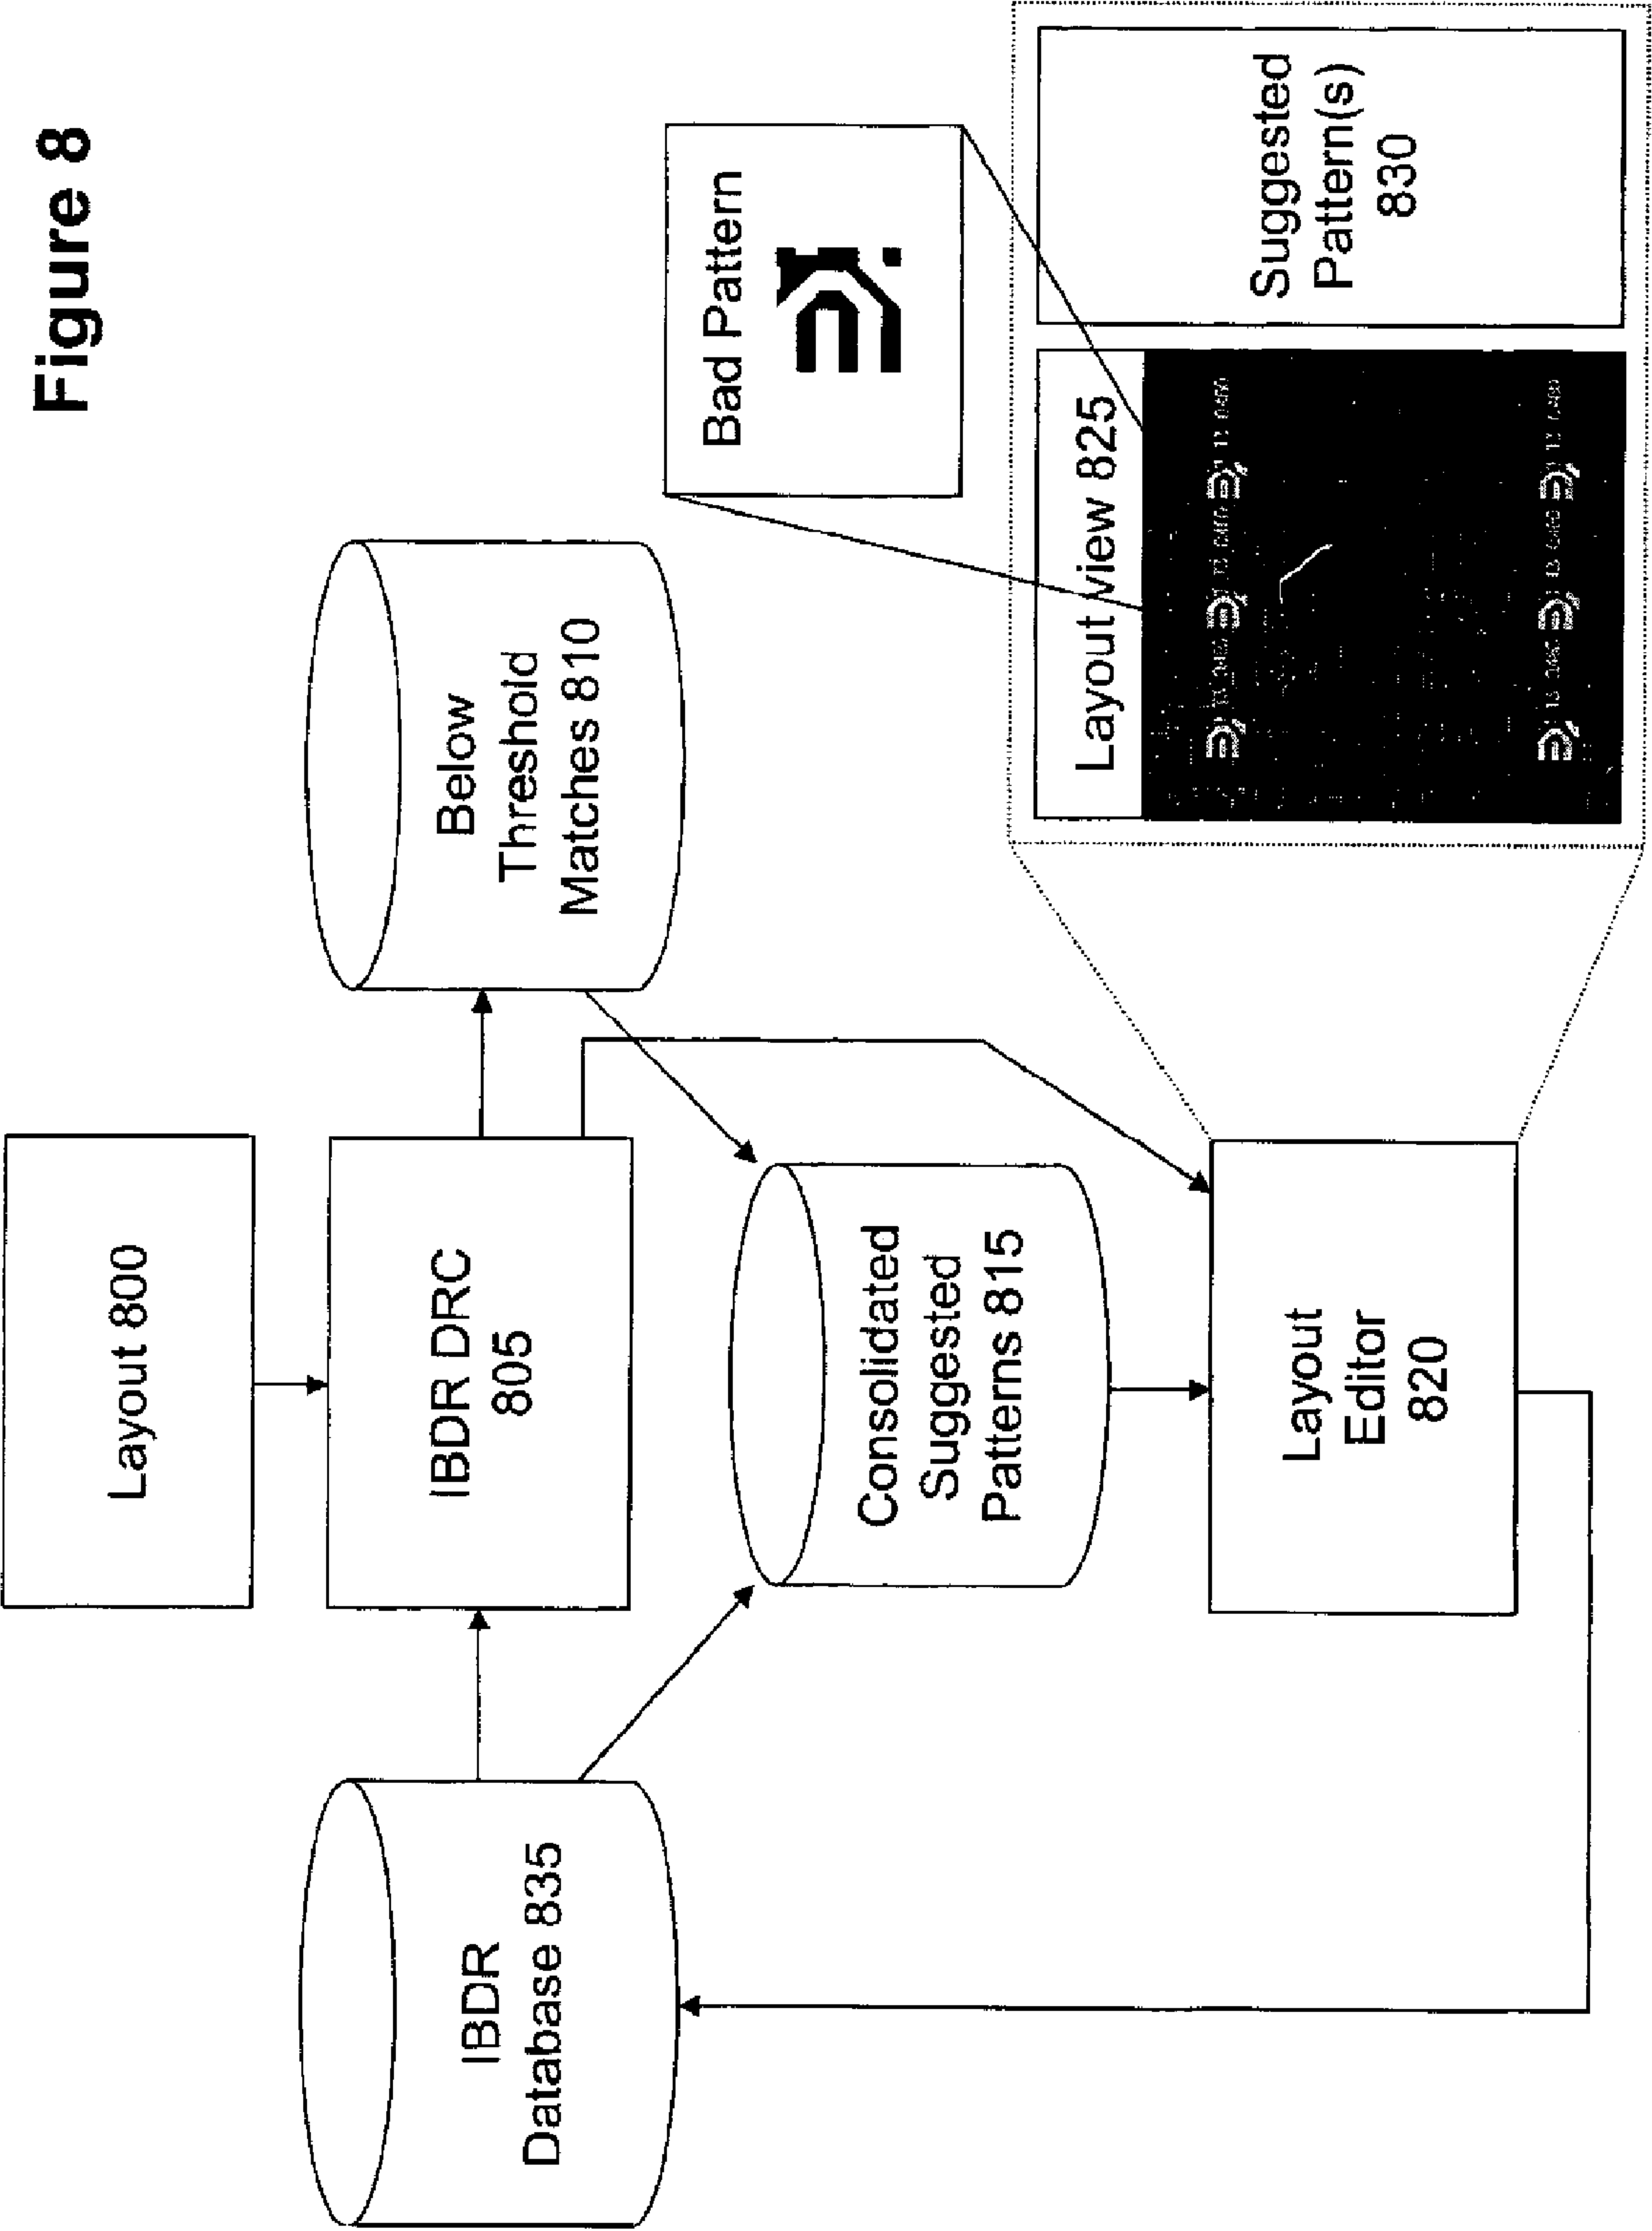 Figure 8
Layout 800
IBDR DRC
805
IBDR
Database 835
Below
Threshold
Matches 810
Consolidated
Suggested
Patterns 815
Layout
Editor
820
Bad Pattern
Layout view 825
Suggested
Pattern(s)
830